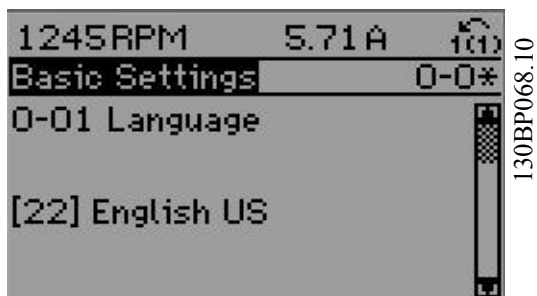 1245RPM 5.71A 1(1)
Basic Settings 0-0*
0-01 Language
[22] English US
130BP068.10